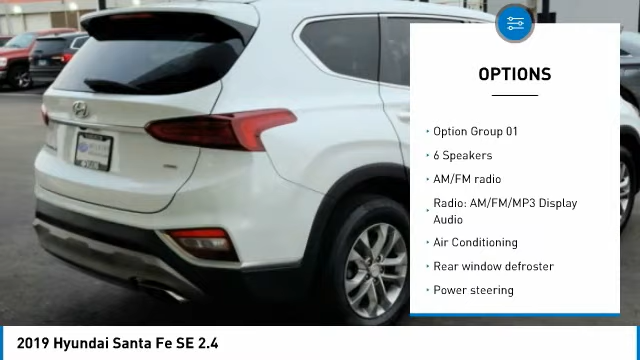 OPTIONS
Option Group 01
6 Speakers
AM/FM radio
Radio: AM/FM/MP3 Display
Audio
Air Conditioning
Rear window defroster
Power steering
2019 Hyundai Santa Fe SE 2.4